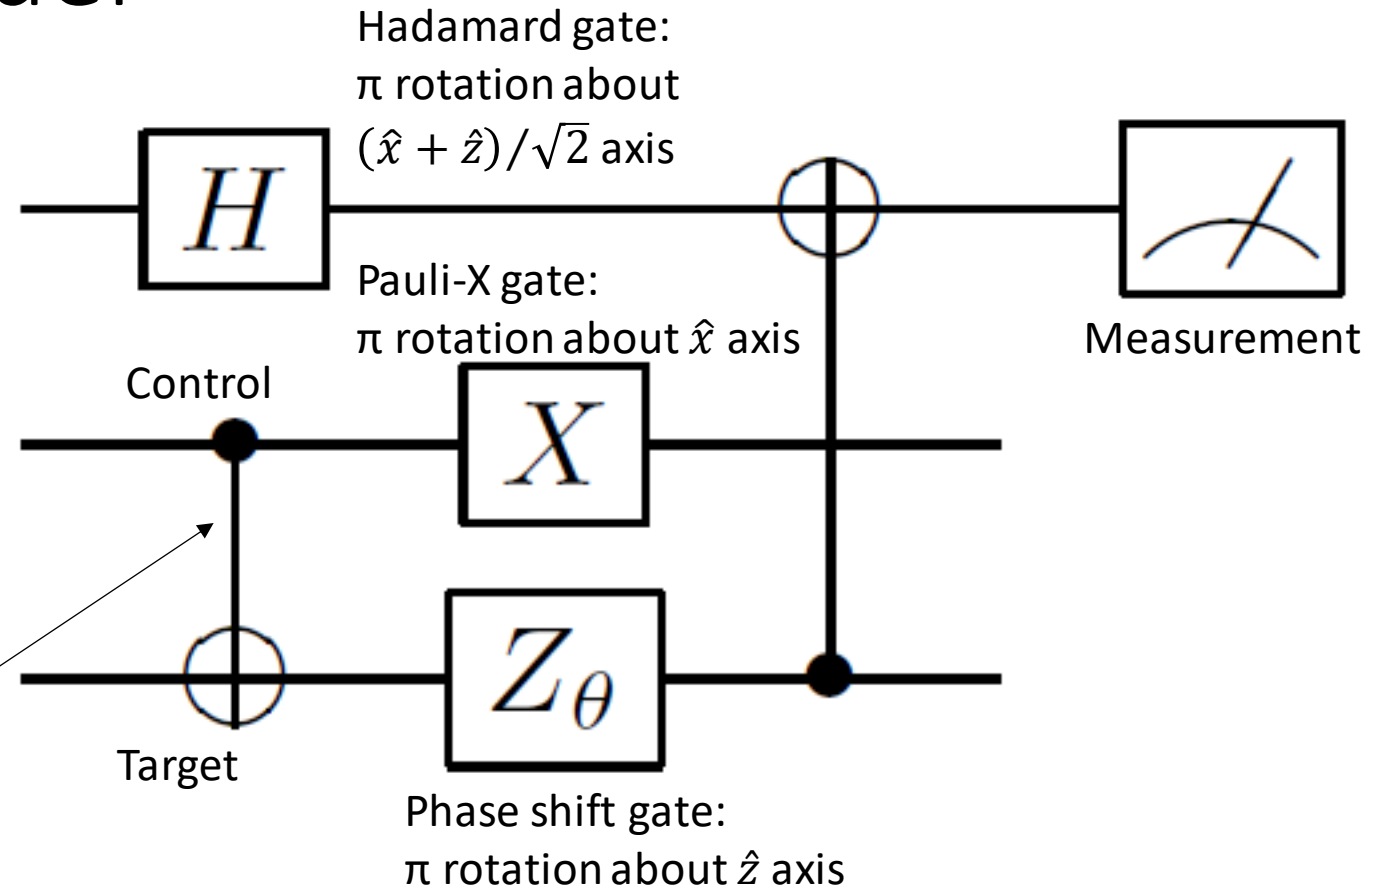 Hadamard gate:
π rotation about
(x̂ + ẑ)/√2 axis
H
Pauli-X gate:
π rotation about x̂ axis
Measurement
Control
X
Z_θ
Target
Phase shift gate:
π rotation about ẑ axis